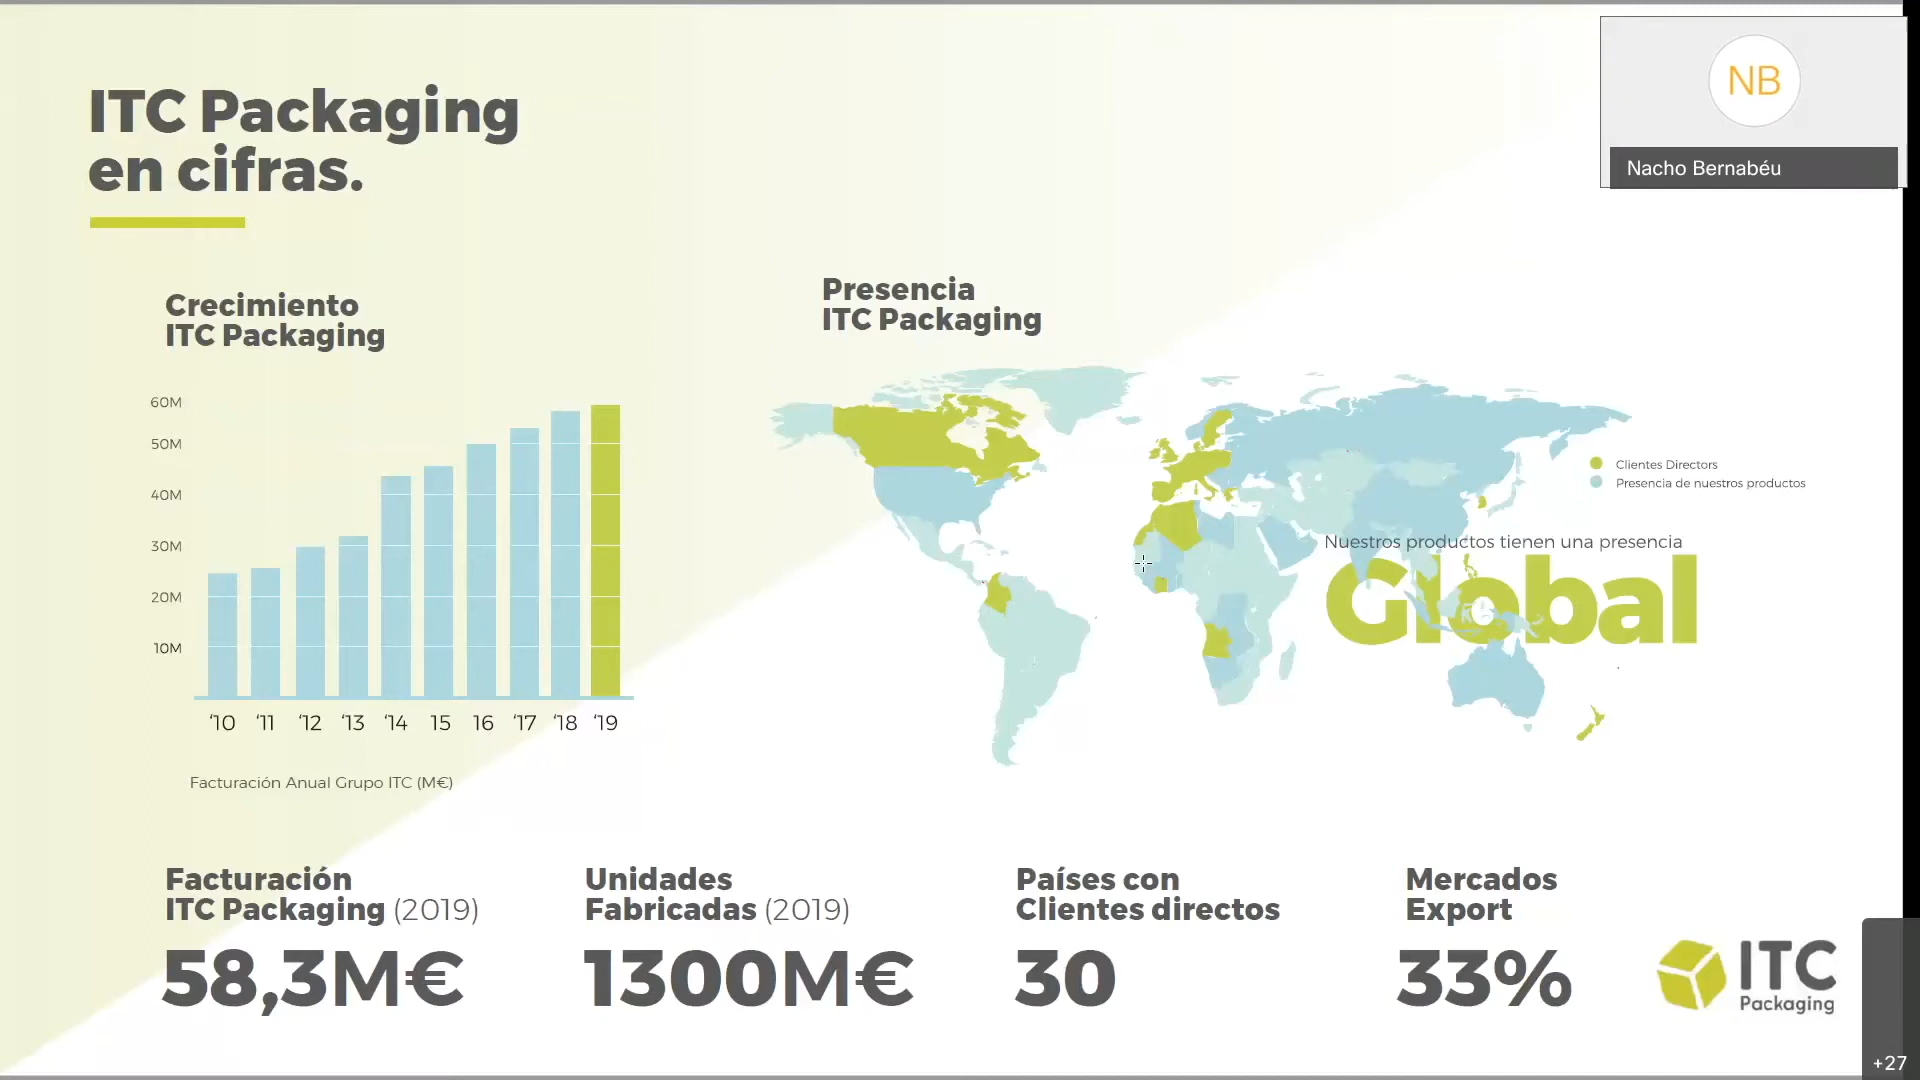 ITC Packaging
en cifras.
NB
Nacho Bernabéu
Crecimiento
ITC Packaging
60M
50M
40M
30M
20M
10M
‘10 ‘11 ‘12 ‘13 ‘14 15 16 ‘17 ‘18 ‘19
Facturación Anual Grupo ITC (M€)
Presencia
ITC Packaging
Clientes Directors
Presencia de nuestros productos
Nuestros productos tienen una presencia
Global
Facturación
ITC Packaging (2019)
58,3M€
Unidades
Fabricadas (2019)
1300M€
Países con
Clientes directos
30
Mercados
Export
33%
ITC
Packaging
+27